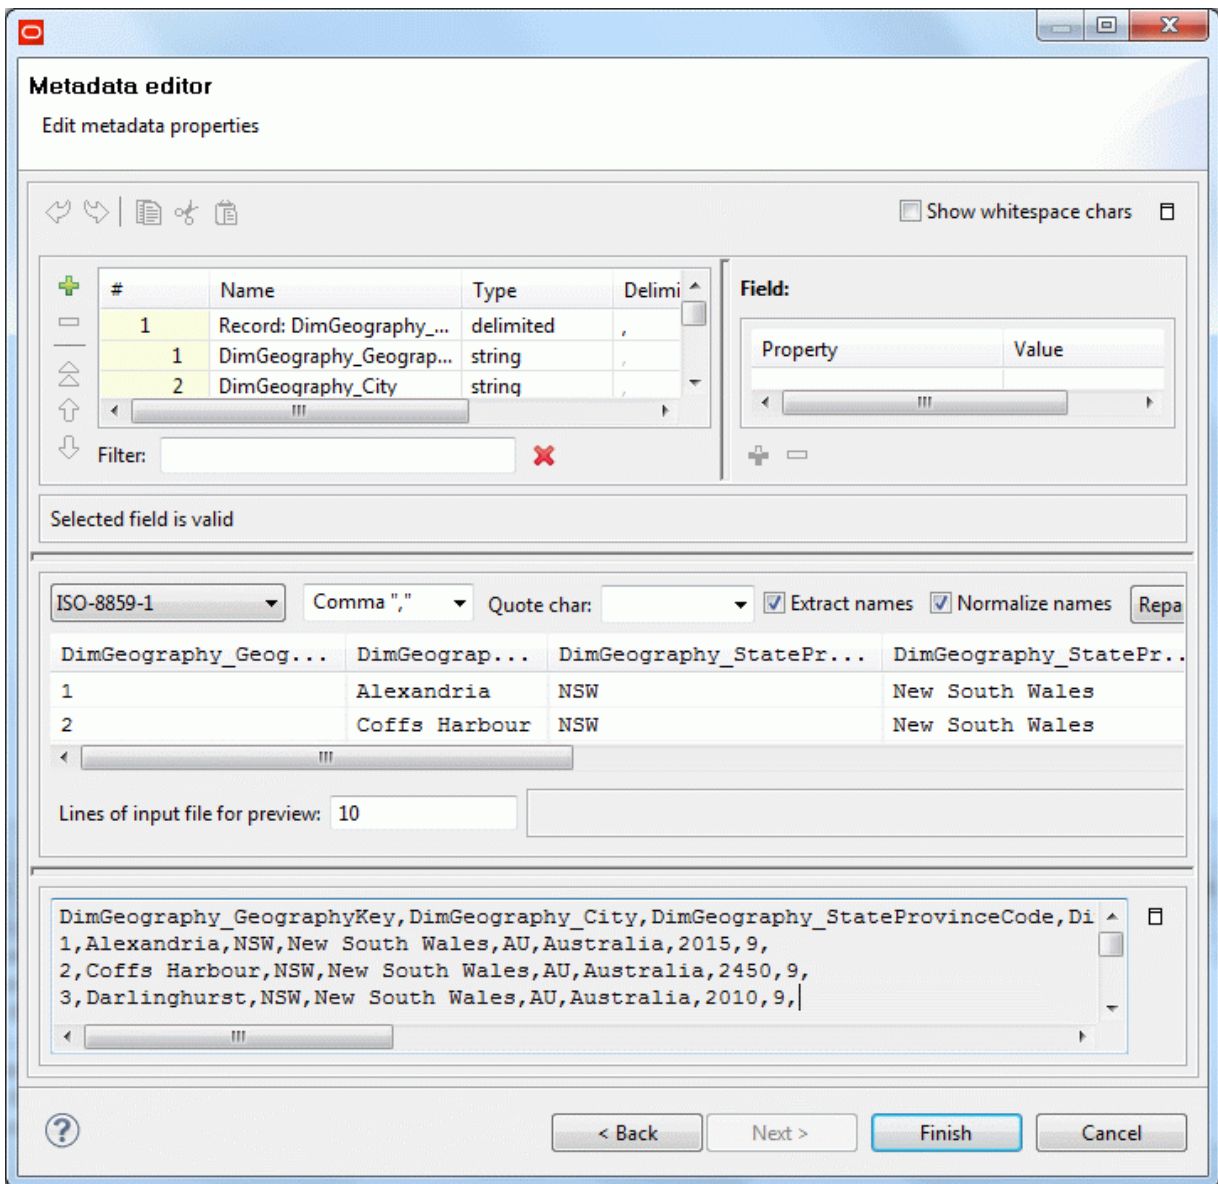 Metadata editor
Edit metadata properties
Show whitespace chars
# Name Type Delimi
1 Record: DimGeography_... delimited ,
1 DimGeography_Geograp... string ,
2 DimGeography_City string ,
Filter:
Field:
Property Value
Selected field is valid
ISO-8859-1 Comma "," Quote char: Extract names Normalize names Repa
DimGeography_Geog... DimGeograp... DimGeography_StatePr... DimGeography_StatePr..
1 Alexandria NSW New South Wales
2 Coffs Harbour NSW New South Wales
Lines of input file for preview: 10
DimGeography_GeographyKey,DimGeography_City,DimGeography_StateProvinceCode,Di
1,Alexandria,NSW,New South Wales,AU,Australia,2015,9,
2,Coffs Harbour,NSW,New South Wales,AU,Australia,2450,9,
3,Darlinghurst,NSW,New South Wales,AU,Australia,2010,9,
? < Back Next > Finish Cancel